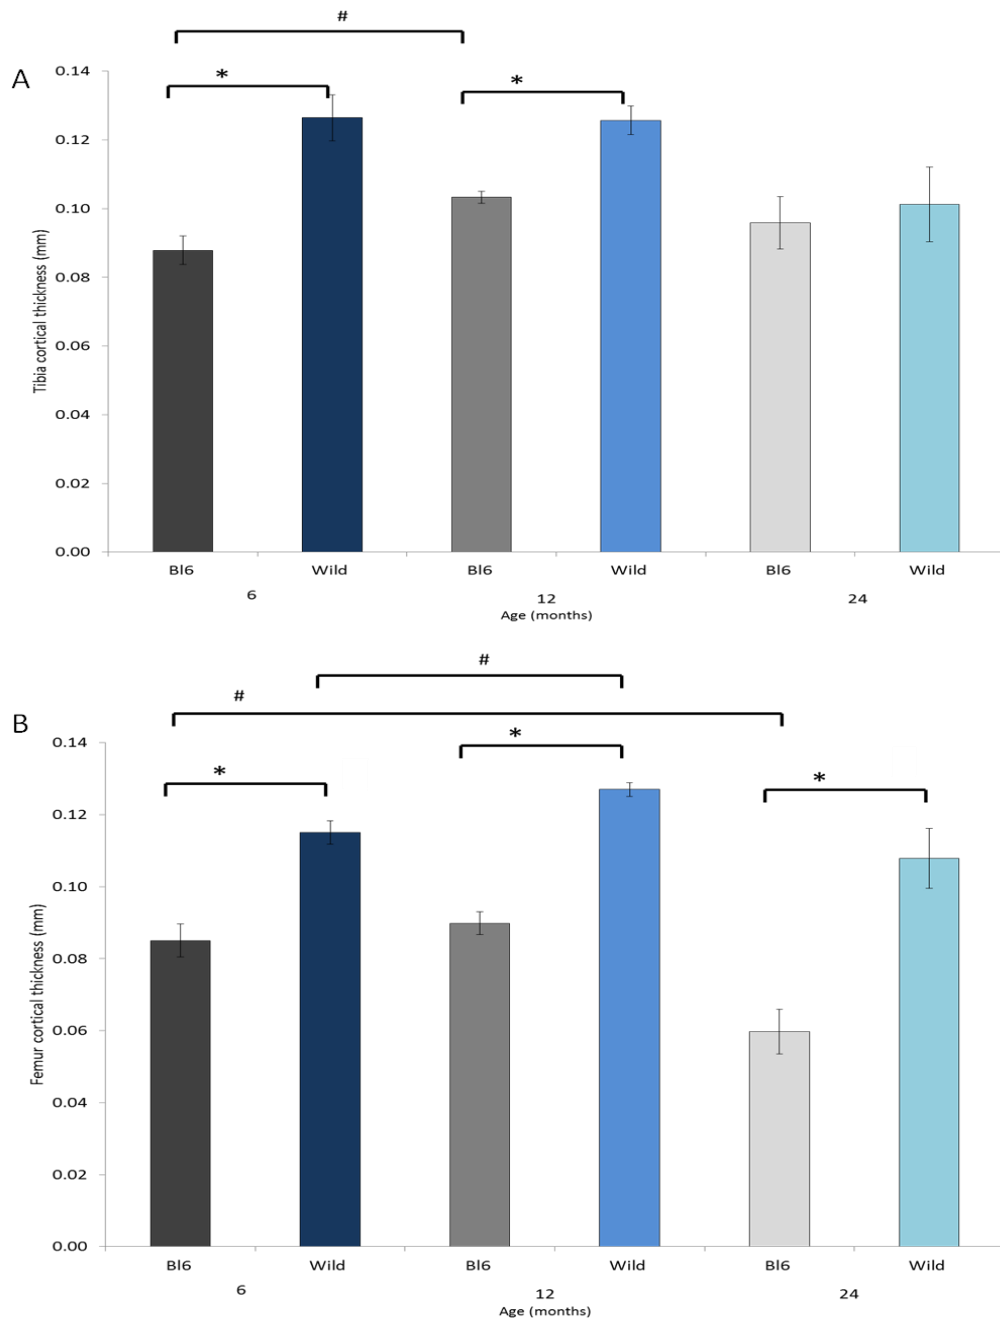 #
A
*
*
0.14
0.12
0.10
0.08
0.06
0.04
0.02
0.00
Tibia cortical thickness (mm)
Bl6 Wild Bl6 Wild Bl6 Wild
6 12 24
Age (months)
#
#
B
*
*
*
0.14
0.12
0.10
0.08
0.06
0.04
0.02
0.00
Femur cortical thickness (mm)
Bl6 Wild Bl6 Wild Bl6 Wild
6 12 24
Age (months)